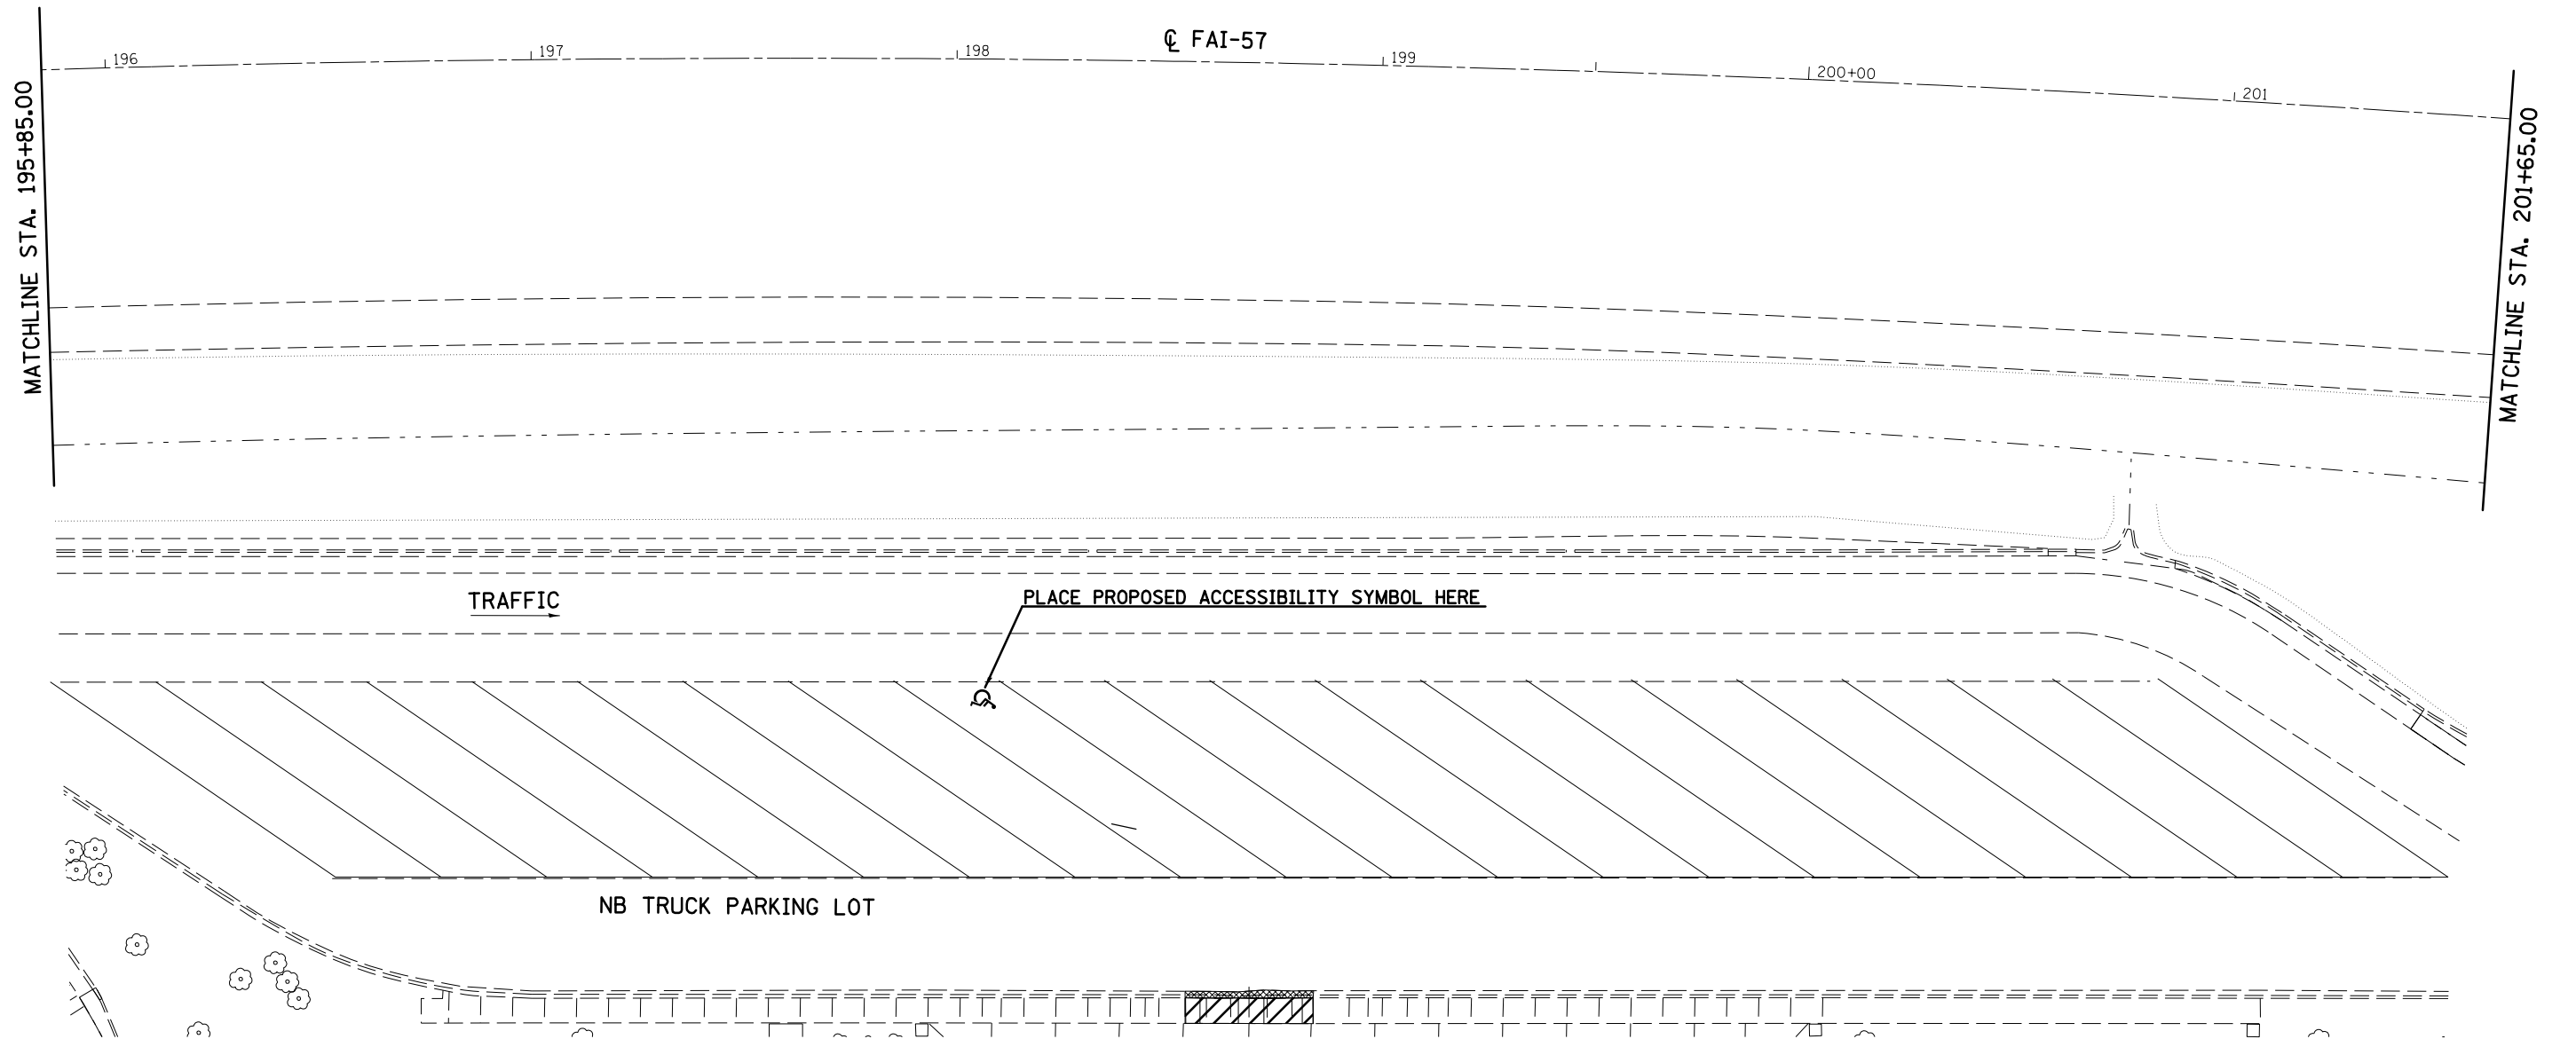 ℄ FAI-57
196
197
198
199
200+00
201
MATCHLINE STA. 195+85.00
MATCHLINE STA. 201+65.00
TRAFFIC
PLACE PROPOSED ACCESSIBILITY SYMBOL HERE
NB TRUCK PARKING LOT